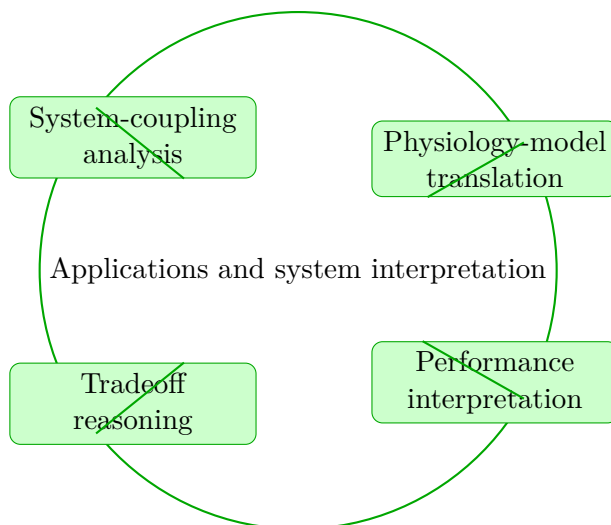 System-coupling
analysis
Physiology-model
translation
Applications and system interpretation
Tradeoff
reasoning
Performance
interpretation